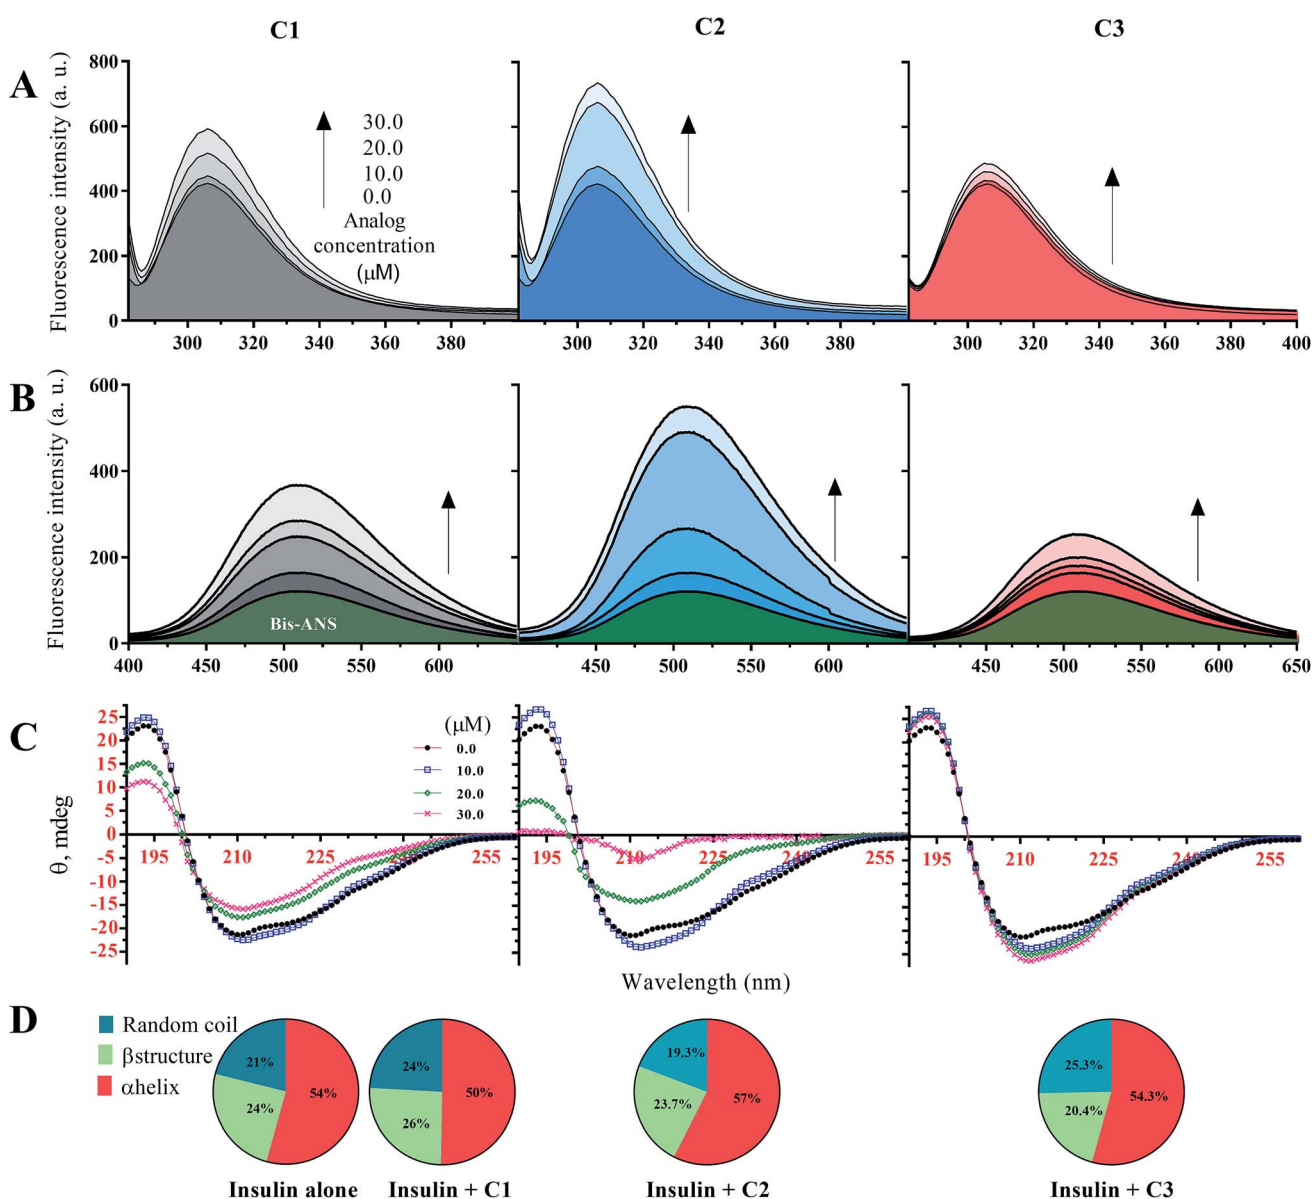 C1
C2
C3
A
Fluorescence intensity (a. u.)
800
600
400
200
0
30.0
20.0
10.0
0.0
Analog
concentration
(μM)
300 320 340 360 380
300 320 340 360 380
300 320 340 360 380 400
B
Fluorescence intensity (a. u.)
600
400
200
0
Bis-ANS
400 450 500 550 600
450 500 550 600
450 500 550 600 650
C
θ, mdeg
25
20
15
10
5
0
-5
-10
-15
-20
-25
(μM)
0.0
10.0
20.0
30.0
195 210 225 240 255
195 210 225 240 255
195 210 225 240 255
Wavelength (nm)
D
Random coil
βstructure
αhelix
21%
54%
24%
24%
50%
26%
19.3%
57%
23.7%
25.3%
54.3%
20.4%
Insulin alone
Insulin + C1
Insulin + C2
Insulin + C3